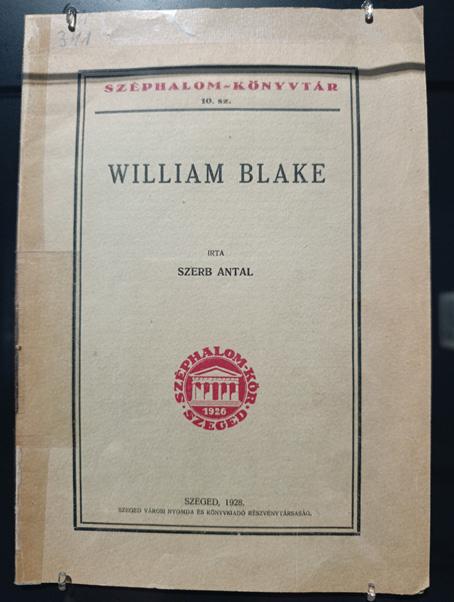 341
SZÉPHALOM-KÖNYVTÁR
10. sz.
WILLIAM BLAKE
IRTA
SZERB ANTAL
SZÉPHALOM-KÖR
1926
SZEGED
SZEGED, 1928.
SZEGED VÁROSI NYOMDA ÉS KÖNYVKIADÓ RÉSZVÉNYTÁRSASÁG.